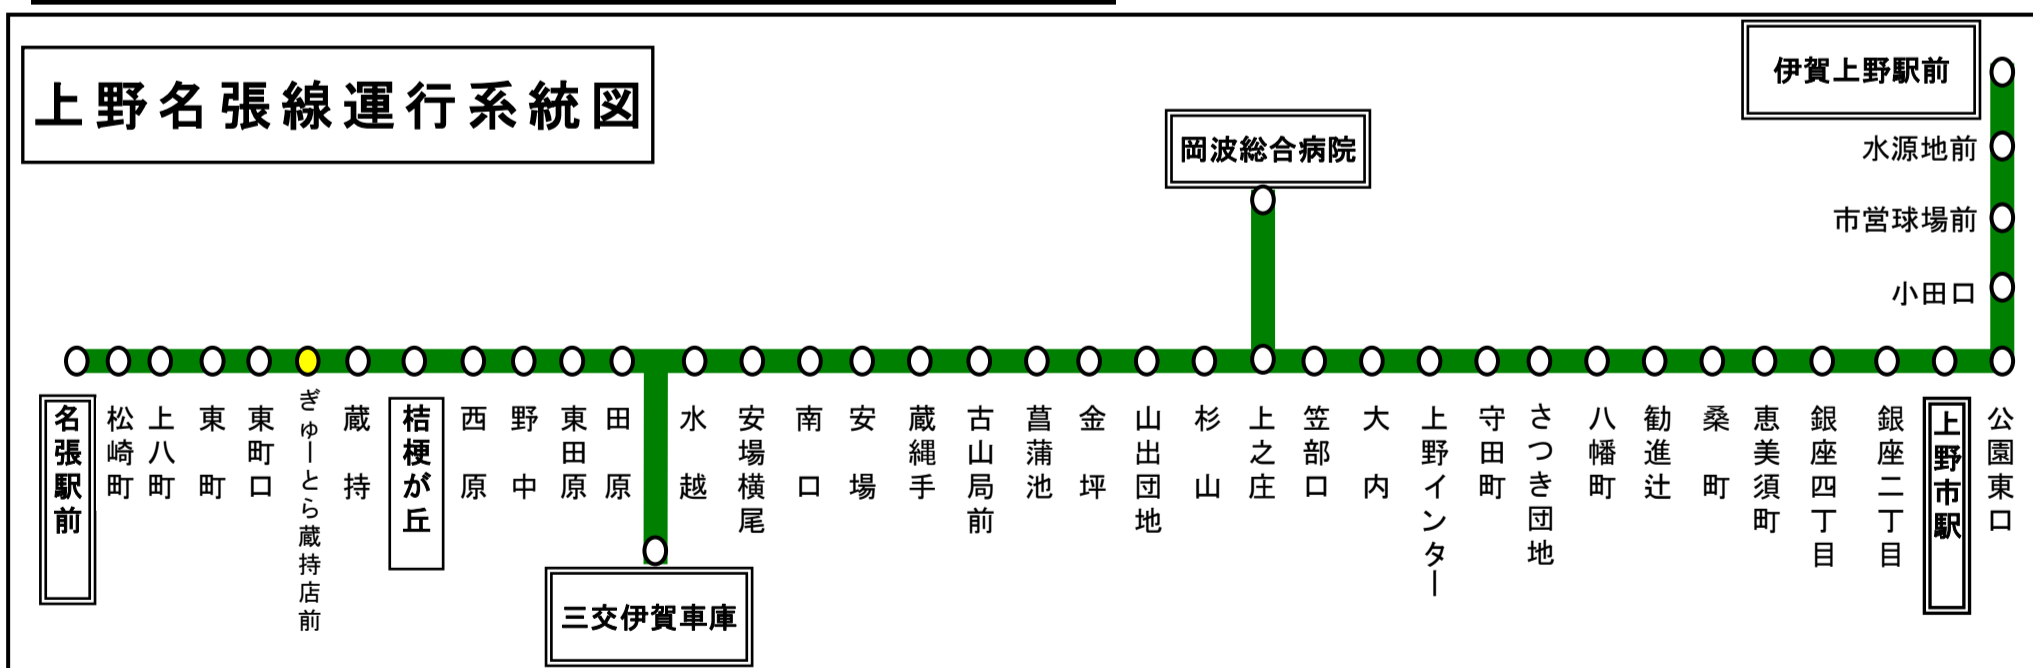 上野名張線運行系統図
伊賀上野駅前
岡波総合病院
水源地前
市営球場前
小田口
名張駅前
松崎町
上八町
東町
東町口
ぎゅーとら蔵持店前
蔵持
桔梗が丘
西原
野中
東田原
田原
水越
安場横尾
南口
安場
蔵縄手
古山局前
菖蒲池
金坪
山出団地
杉山
上之庄
笠部口
大内
上野インター
守田町
さつき団地
八幡町
勧進辻
桑町
恵美須町
銀座四丁目
銀座二丁目
上野市駅
公園東口
三交伊賀車庫